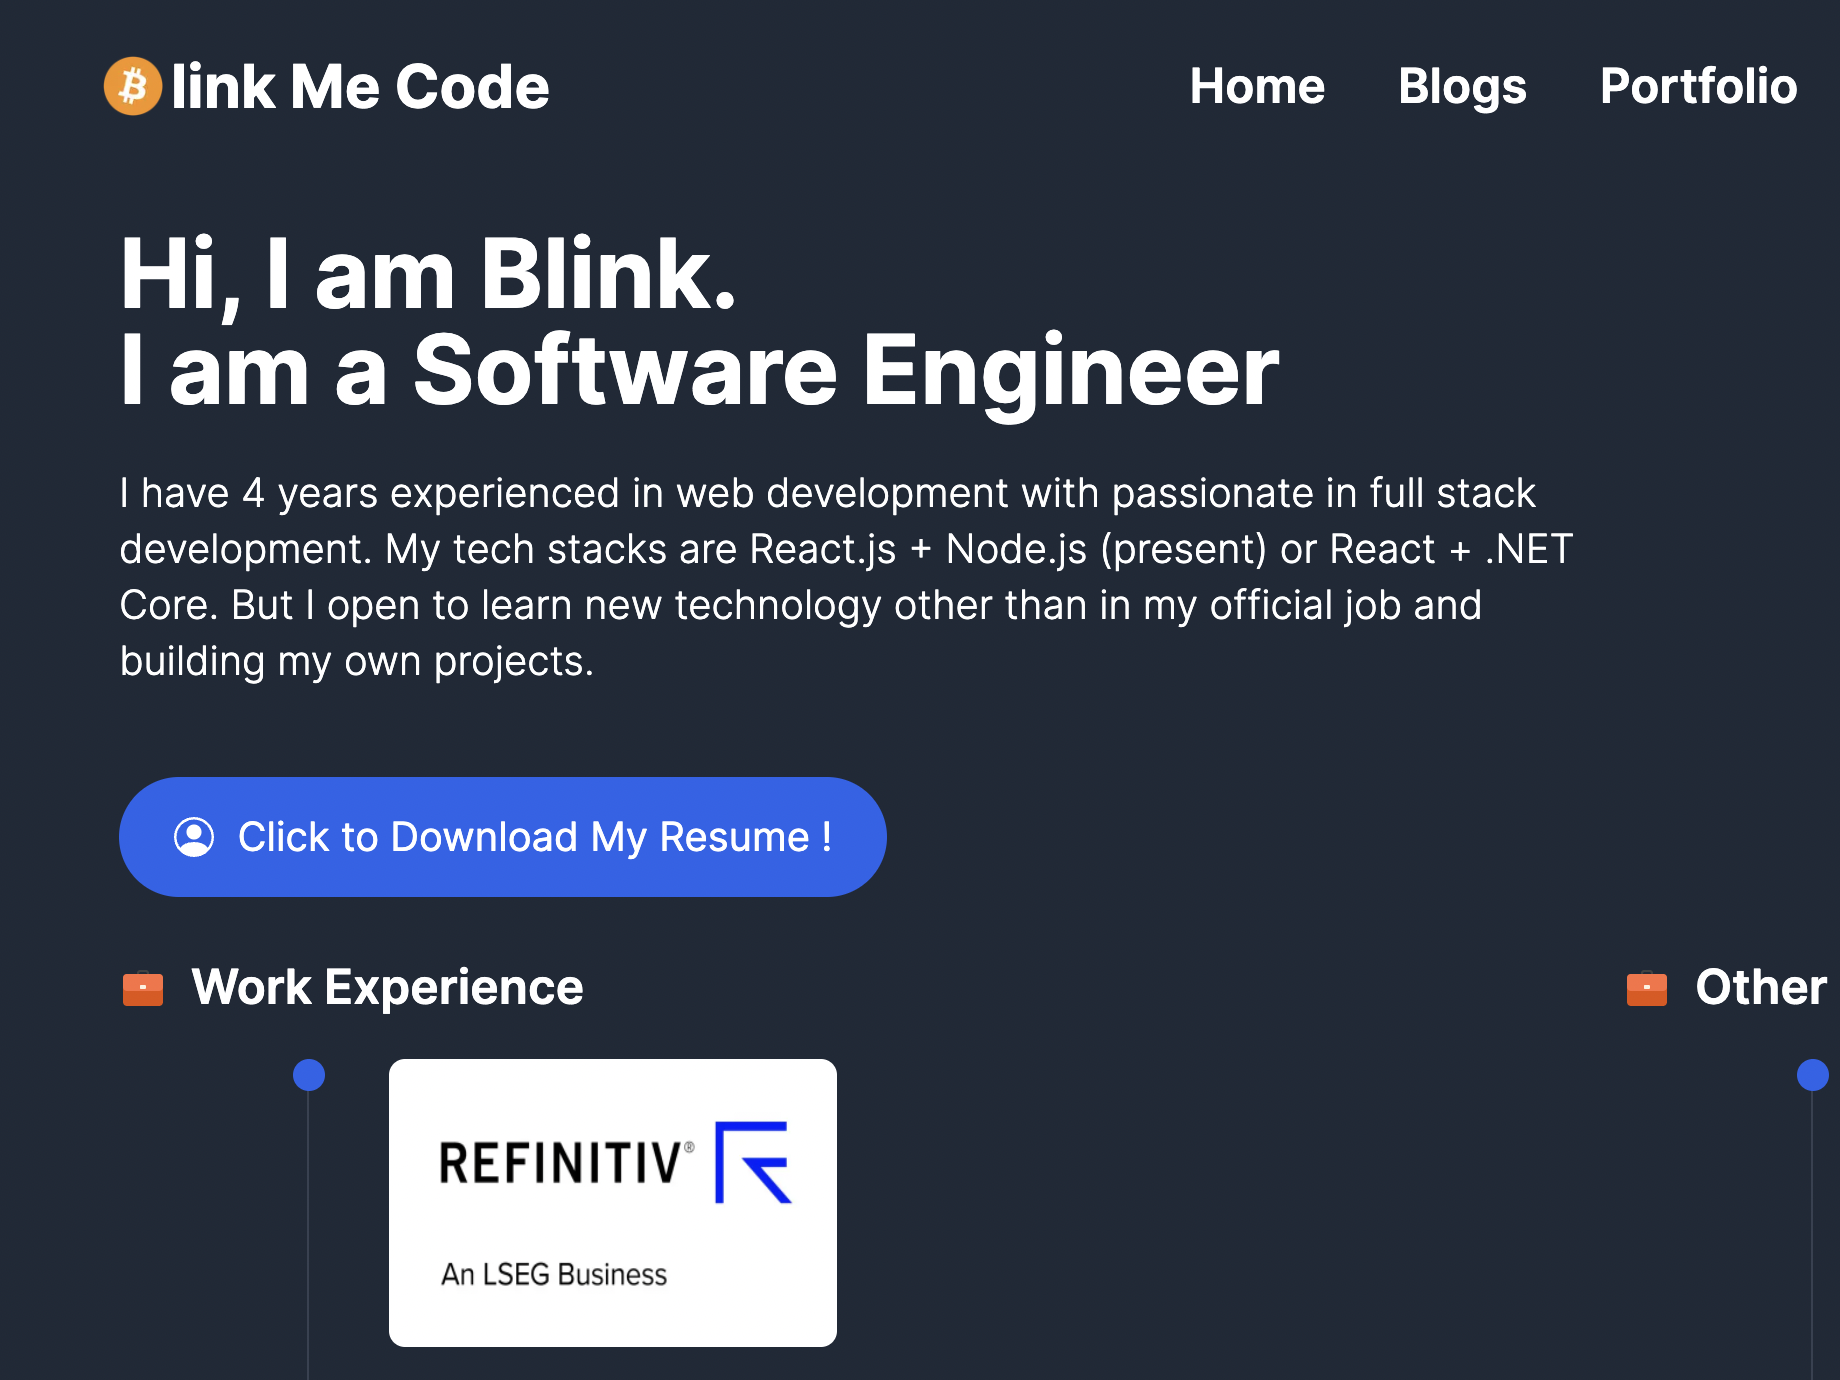 link Me Code
Home Blogs Portfolio
Hi, I am Blink.
I am a Software Engineer
I have 4 years experienced in web development with passionate in full stack
development. My tech stacks are React.js + Node.js (present) or React + .NET
Core. But I open to learn new technology other than in my official job and
building my own projects.
Click to Download My Resume !
Work Experience
Other
REFINITIV®
An LSEG Business